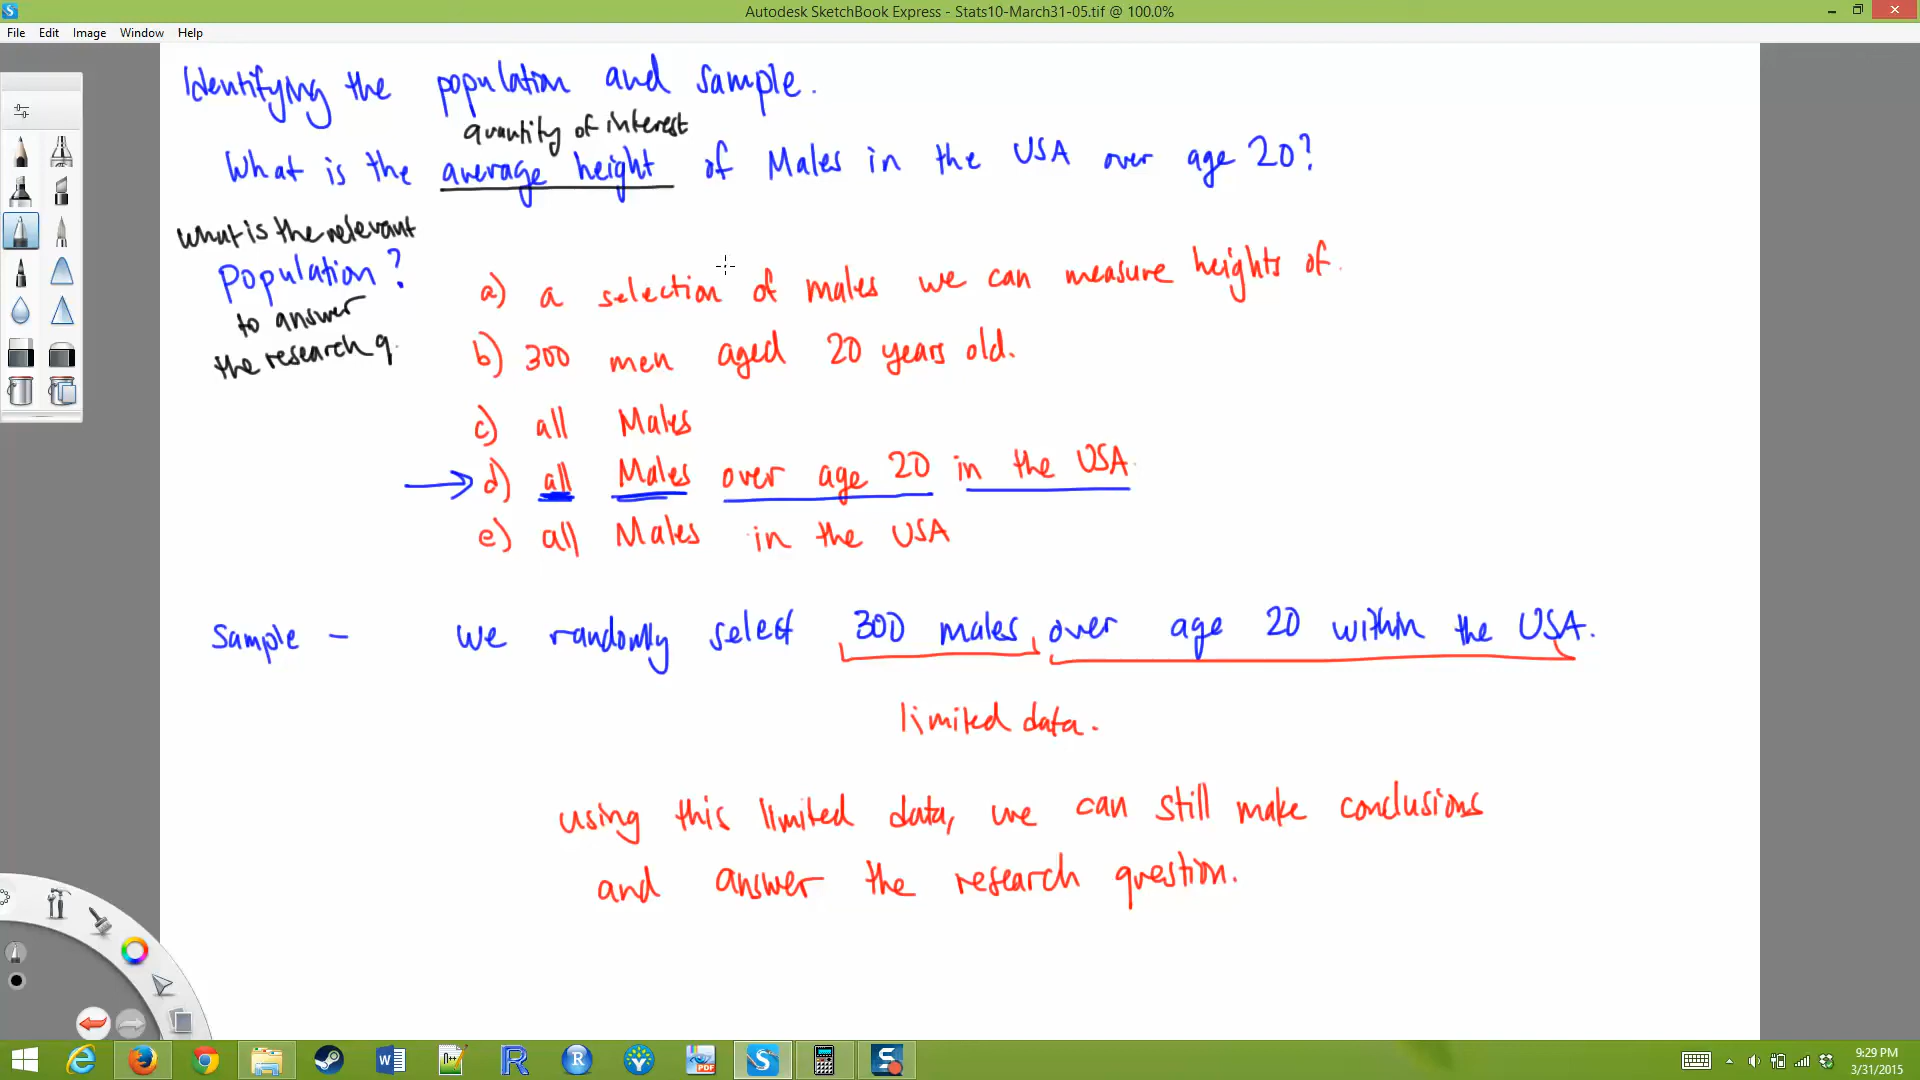 Autodesk SketchBook Express - Stats10-March31-05.tif @ 100.0%
File Edit Image Window Help
Identifying the population and sample.
quantity of interest
What is the average height of Males in the USA over age 20?
What is the relevant
Population?
to answer
the research q.
a) a selection of males we can measure heights of.
b) 300 men aged 20 years old.
c) all Males
d) all Males over age 20 in the USA.
e) all Males in the USA
Sample - We randomly select 300 males over age 20 within the USA.
limited data.
using this limited data, we can still make conclusions
and answer the research question.
9:29 PM
3/31/2015